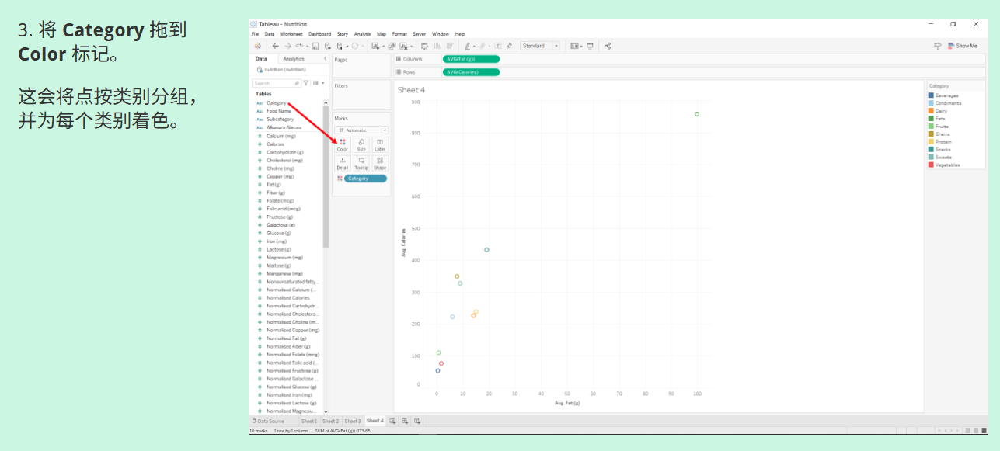 3. 将 Category 拖到
Color 标记。
这会将点按类别分组，
并为每个类别着色。
Tableau - Nutrition
File Data Worksheet Dashboard Story Analysis Map Format Server Window Help
Standard
Show Me
Data Analytics
nutrition (nutrition)
Search
Tables
Abc Category
Abc Food Name
Abc Subcategory
Abc Measure Names
# Calcium (mg)
# Calories
# Carbohydrate (g)
# Cholesterol (mg)
# Choline (mg)
# Copper (mg)
# Fat (g)
# Fiber (g)
# Folate (mcg)
# Folic acid (mcg)
# Fructose (g)
# Galactose (g)
# Glucose (g)
# Iron (mg)
# Lactose (g)
# Magnesium (mg)
# Maltose (g)
# Manganese (mg)
# Monounsaturated fatty...
# Normalised Calcium (...
# Normalised Calories
# Normalised Carbohydr...
# Normalised Cholestero...
# Normalised Choline (m...
# Normalised Copper (mg)
# Normalised Fat (g)
# Normalised Fiber (g)
# Normalised Folate (mcg)
# Normalised Folic acid (...
# Normalised Fructose (g)
# Normalised Galactose ...
# Normalised Glucose (g)
# Normalised Iron (mg)
# Normalised Lactose (g)
# Normalised Magnesiu...
Pages
Filters
Marks
Automatic
Color Size Label
Detail Tooltip Shape
Category
Columns AVG(Fat (g))
Rows AVG(Calories)
Sheet 4
900
800
700
600
500
400
300
200
100
0
Avg. Calories
0 10 20 30 40 50 60 70 80 90 100
Avg. Fat (g)
Category
Beverages
Condiments
Dairy
Fats
Fruits
Grains
Protein
Snacks
Sweets
Vegetables
Data Source Sheet 1 Sheet 2 Sheet 3 Sheet 4
10 marks 1 row by 1 column SUM of AVG(Fat (g)): 173.65